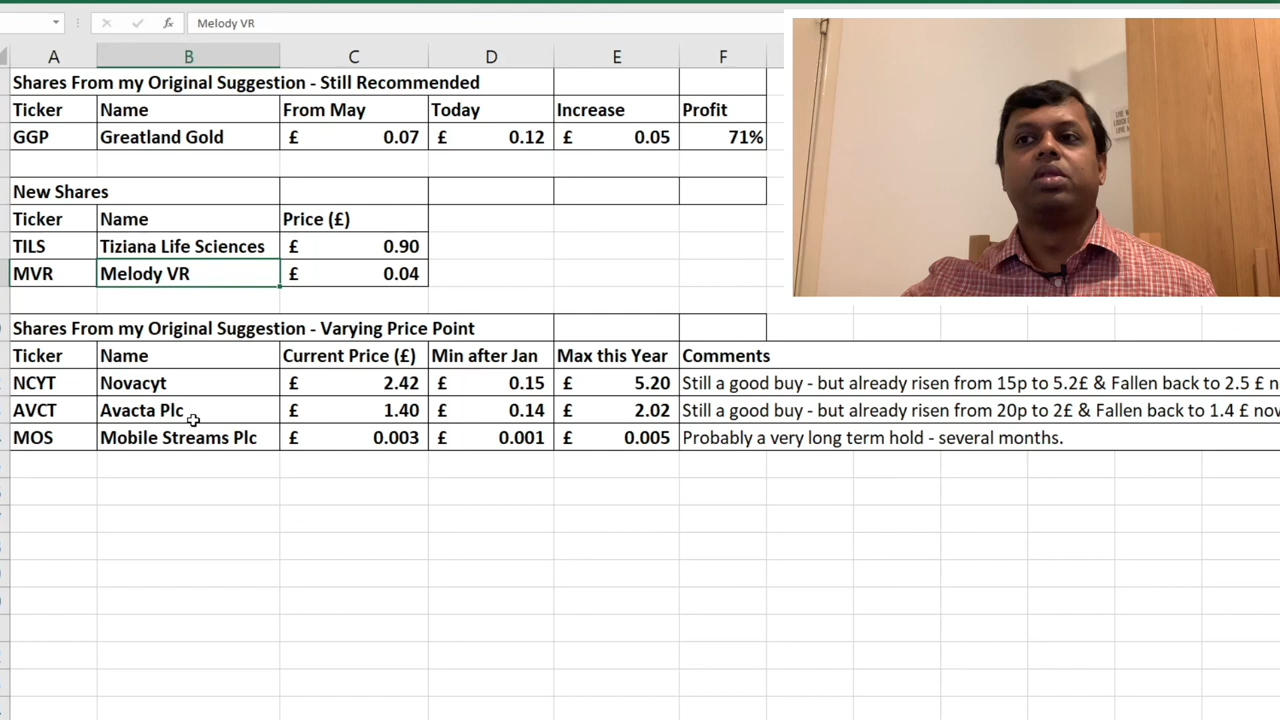 fx Melody VR
A B C D E F
Shares From my Original Suggestion - Still Recommended
Ticker Name From May Today Increase Profit
GGP Greatland Gold £ 0.07 £ 0.12 £ 0.05 71%
New Shares
Ticker Name Price (£)
TILS Tiziana Life Sciences £ 0.90
MVR Melody VR £ 0.04
Shares From my Original Suggestion - Varying Price Point
Ticker Name Current Price (£) Min after Jan Max this Year Comments
NCYT Novacyt £ 2.42 £ 0.15 £ 5.20 Still a good buy - but already risen from 15p to 5.2£ & Fallen back to 2.5 £ n
AVCT Avacta Plc £ 1.40 £ 0.14 £ 2.02 Still a good buy - but already risen from 20p to 2£ & Fallen back to 1.4 £ now
MOS Mobile Streams Plc £ 0.003 £ 0.001 £ 0.005 Probably a very long term hold - several months.